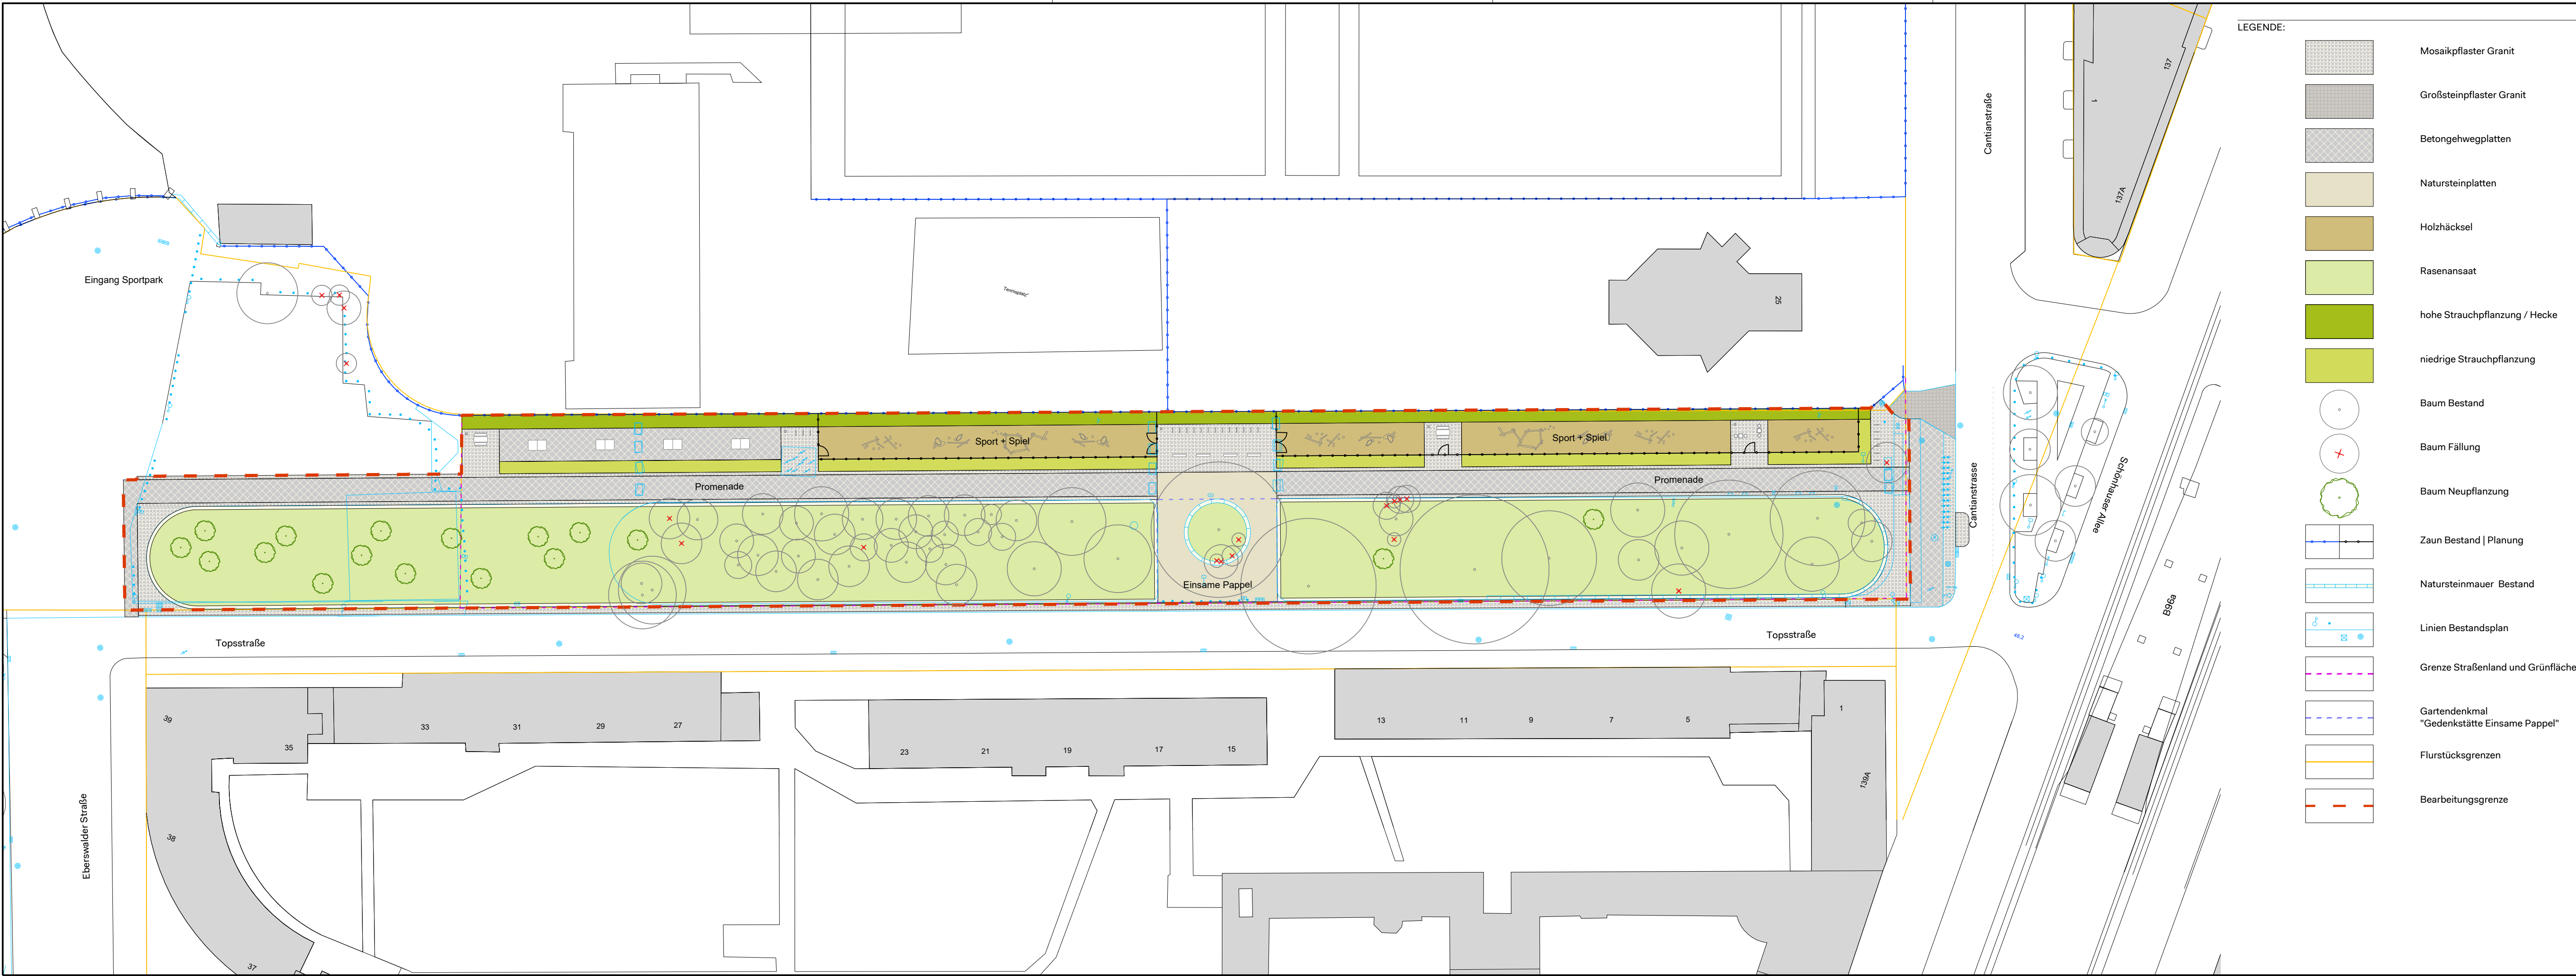 LEGENDE:
Mosaikpflaster Granit
Großsteinpflaster Granit
Betongehwegplatten
Natursteinplatten
Holzhäcksel
Rasenansaat
hohe Strauchpflanzung / Hecke
niedrige Strauchpflanzung
Baum Bestand
Baum Fällung
Baum Neupflanzung
Zaun Bestand | Planung
Natursteinmauer Bestand
Linien Bestandsplan
Grenze Straßenland und Grünfläche
Gartendenkmal
"Gedenkstätte Einsame Pappel"
Flurstücksgrenzen
Bearbeitungsgrenze
Eingang Sportpark
Cantianstraße
137
1
137A
25
Sport + Spiel
Sport + Spiel
Promenade
Promenade
Einsame Pappel
Cantianstrasse
Schönhauser Allee
B96a
48.2
Topsstraße
Topsstraße
Eberswalder Straße
39
35
33
31
29
27
23
21
19
17
15
13
11
9
7
5
1
139A
38
37